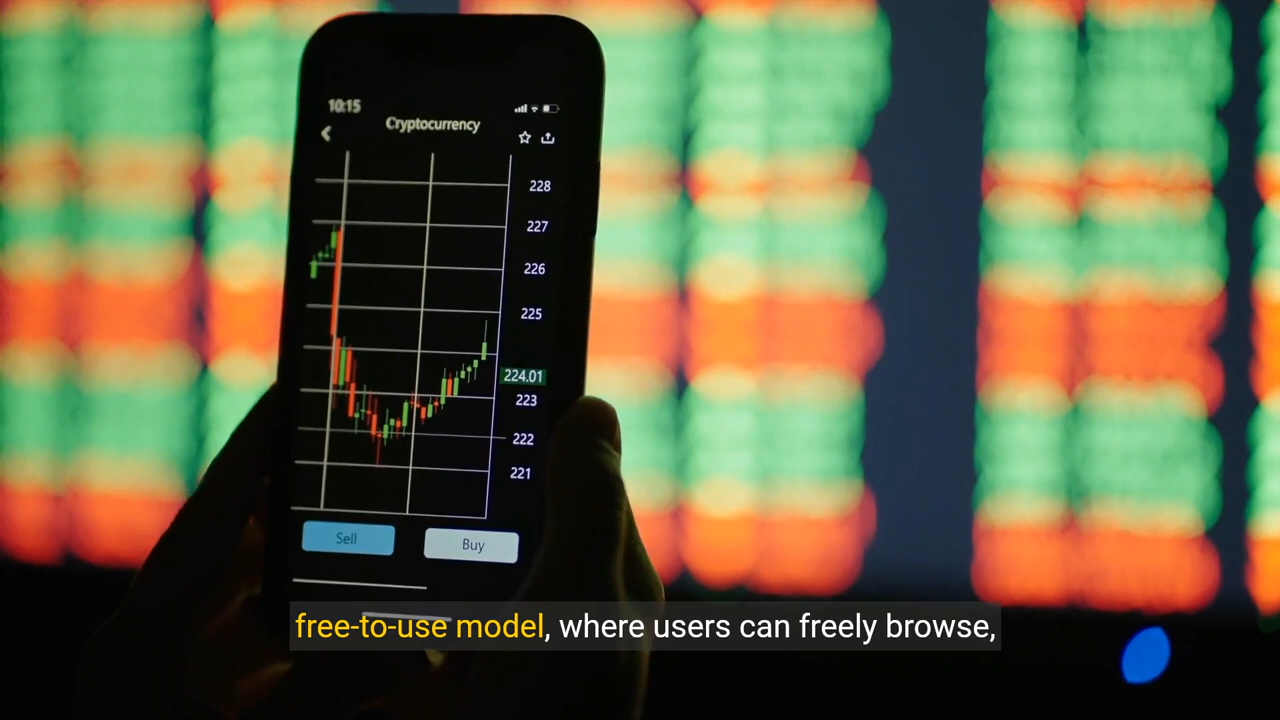 10:15
Cryptocurrency
228
227
226
225
224.01
223
222
221
Sell
Buy
free-to-use model, where users can freely browse,